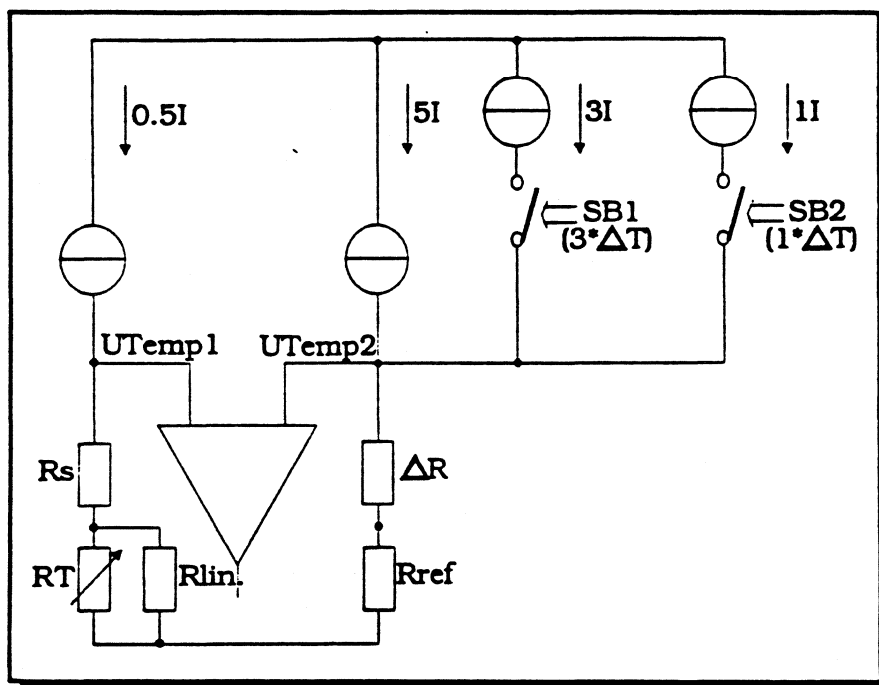 0.5I
5I
3I
1I
SB1
(3*ΔT)
SB2
(1*ΔT)
UTemp1
UTemp2
Rs
ΔR
RT
Rlin.
Rref